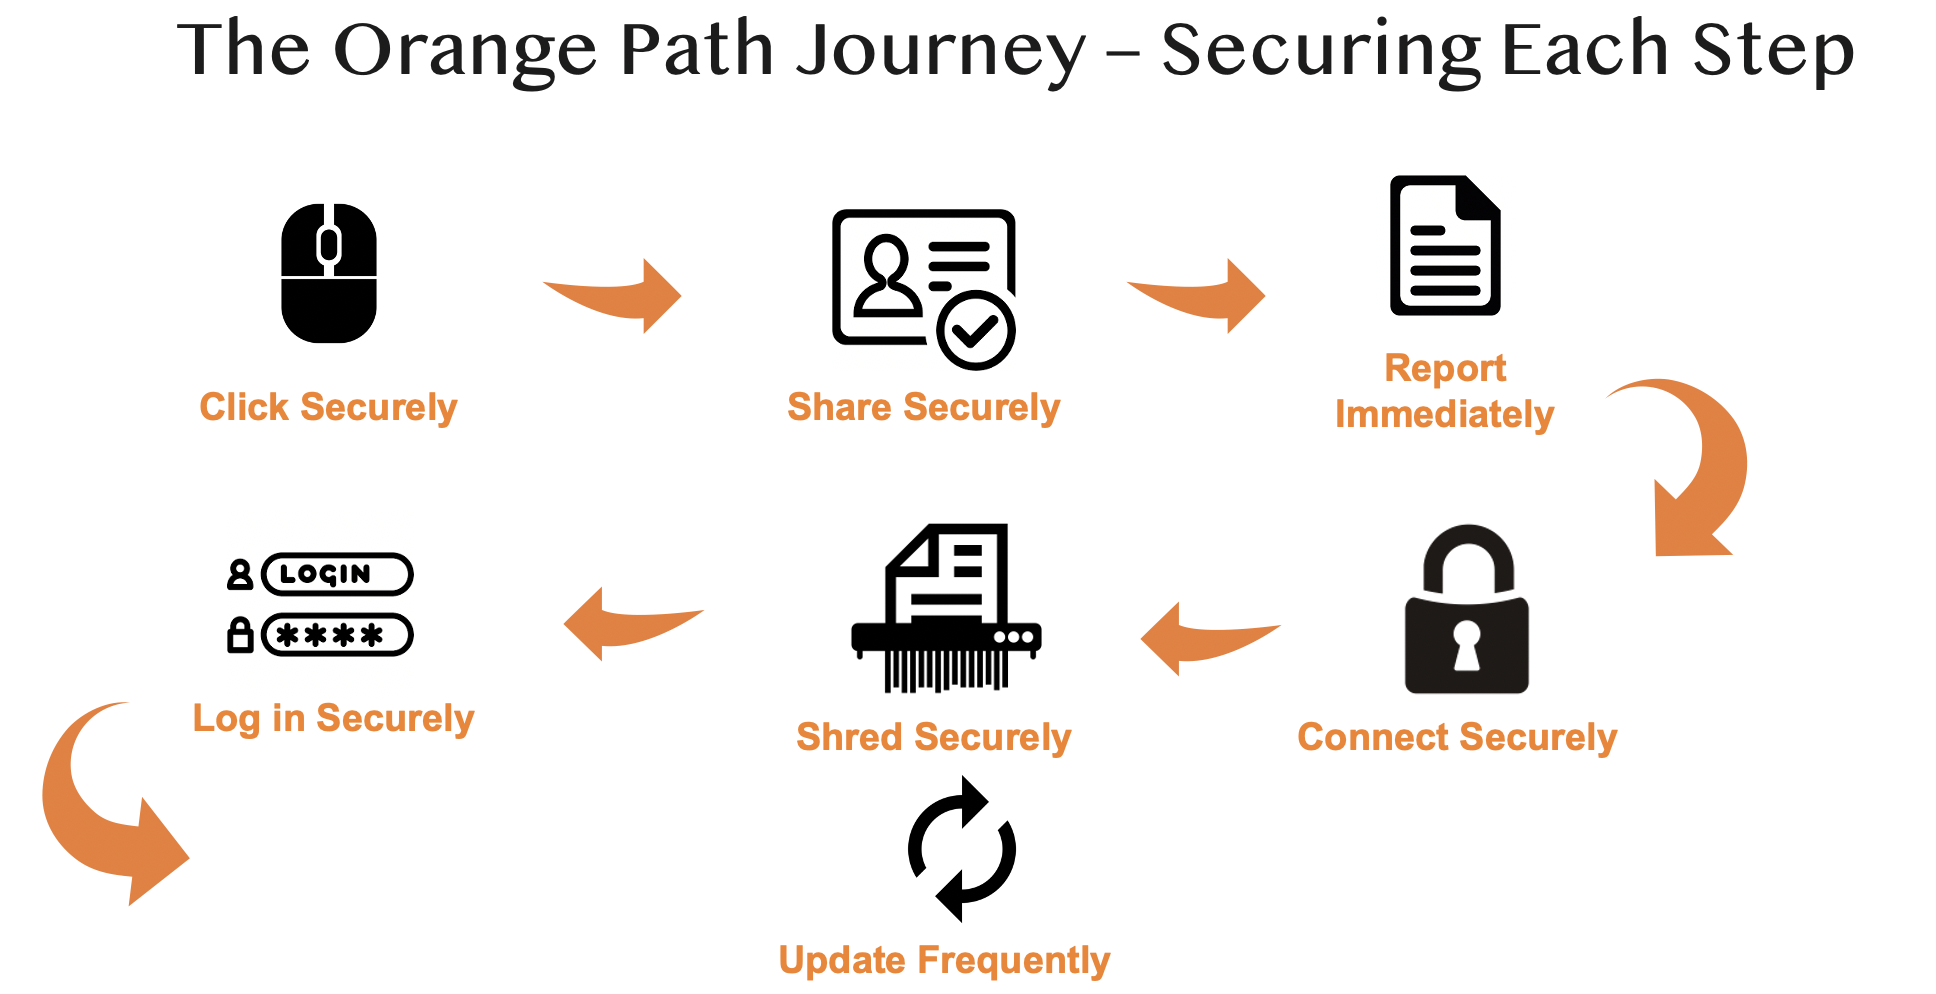 The Orange Path Journey – Securing Each Step
Click Securely
Share Securely
Report
Immediately
LOGIN
****
Log in Securely
Shred Securely
Connect Securely
Update Frequently